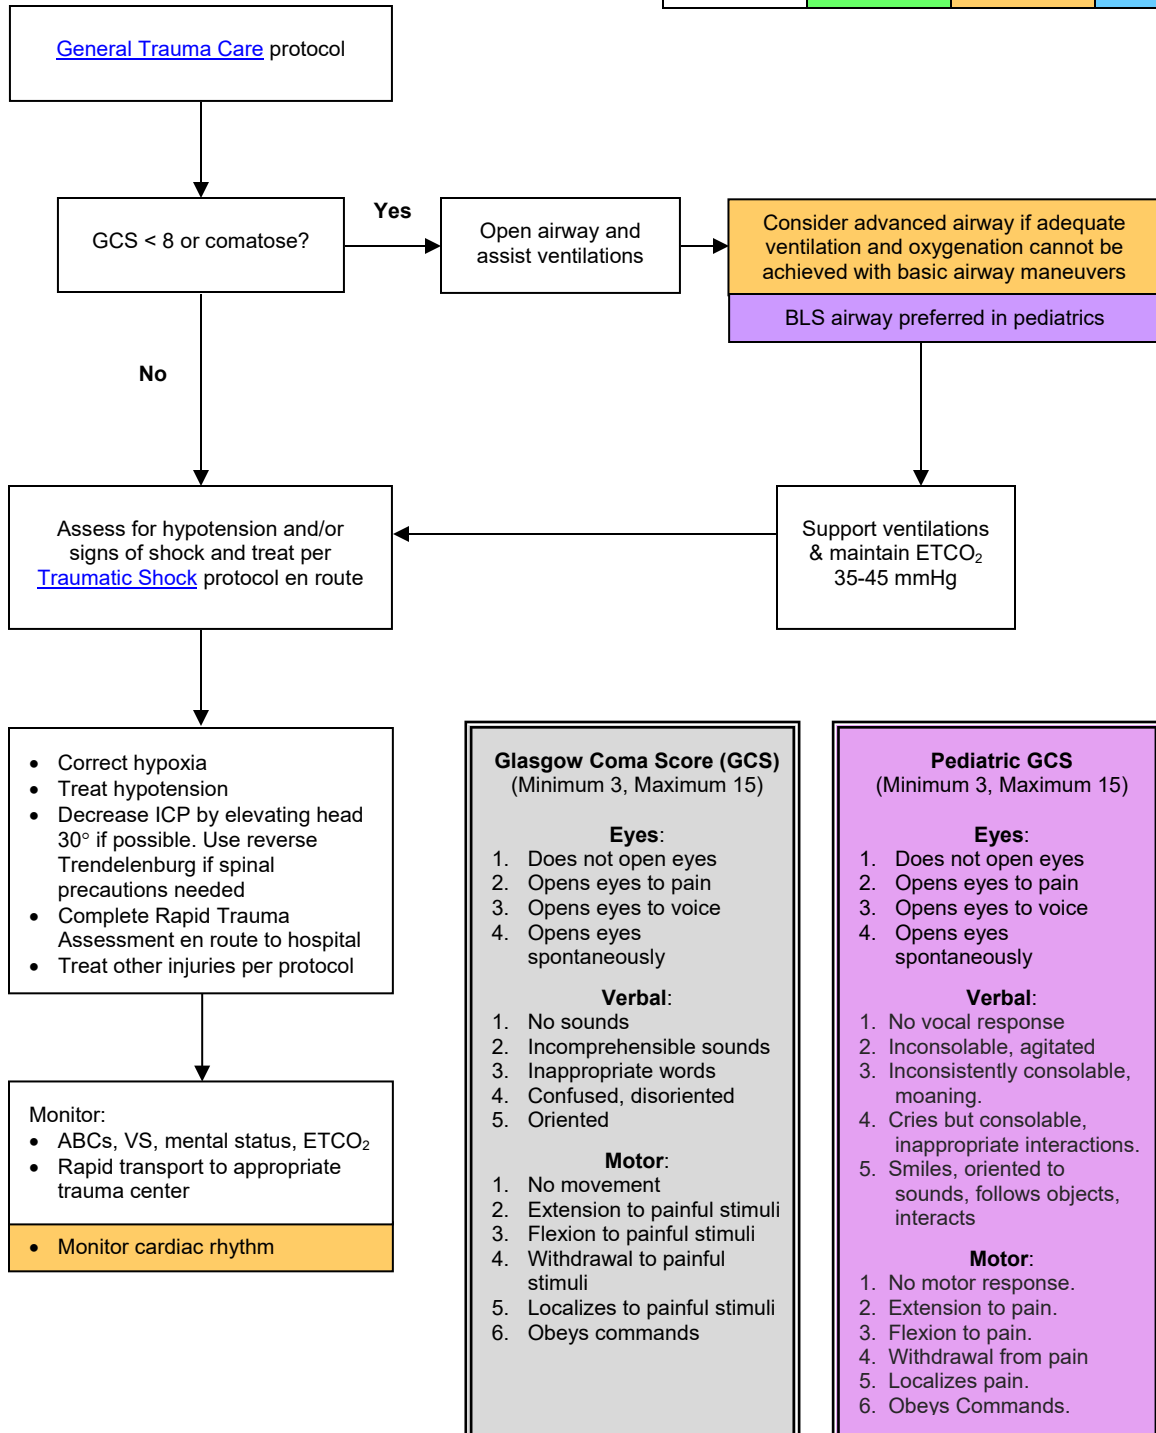 General Trauma Care protocol
GCS < 8 or comatose?
Yes
No
Open airway and
assist ventilations
Consider advanced airway if adequate
ventilation and oxygenation cannot be
achieved with basic airway maneuvers
BLS airway preferred in pediatrics
Support ventilations
& maintain ETCO₂
35-45 mmHg
Assess for hypotension and/or
signs of shock and treat per
Traumatic Shock protocol en route
• Correct hypoxia
• Treat hypotension
• Decrease ICP by elevating head
30° if possible. Use reverse
Trendelenburg if spinal
precautions needed
• Complete Rapid Trauma
Assessment en route to hospital
• Treat other injuries per protocol
Monitor:
• ABCs, VS, mental status, ETCO₂
• Rapid transport to appropriate
trauma center
• Monitor cardiac rhythm
Glasgow Coma Score (GCS)
(Minimum 3, Maximum 15)
Eyes:
1. Does not open eyes
2. Opens eyes to pain
3. Opens eyes to voice
4. Opens eyes
spontaneously
Verbal:
1. No sounds
2. Incomprehensible sounds
3. Inappropriate words
4. Confused, disoriented
5. Oriented
Motor:
1. No movement
2. Extension to painful stimuli
3. Flexion to painful stimuli
4. Withdrawal to painful
stimuli
5. Localizes to painful stimuli
6. Obeys commands
Pediatric GCS
(Minimum 3, Maximum 15)
Eyes:
1. Does not open eyes
2. Opens eyes to pain
3. Opens eyes to voice
4. Opens eyes
spontaneously
Verbal:
1. No vocal response
2. Inconsolable, agitated
3. Inconsistently consolable,
moaning.
4. Cries but consolable,
inappropriate interactions.
5. Smiles, oriented to
sounds, follows objects,
interacts
Motor:
1. No motor response.
2. Extension to pain.
3. Flexion to pain.
4. Withdrawal from pain
5. Localizes pain.
6. Obeys Commands.